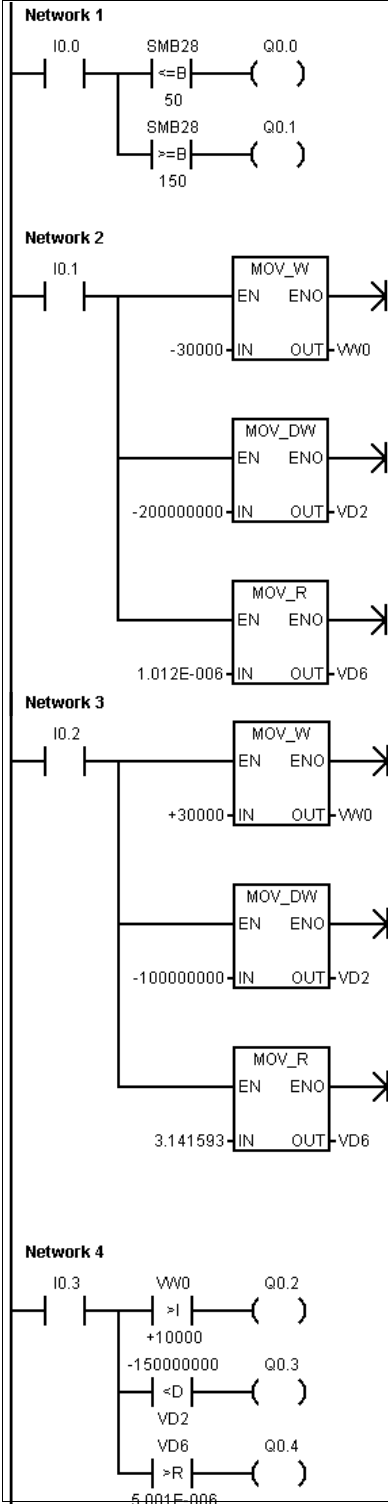 Network 1
I0.0 SMB28 Q0.0
<=B
50
SMB28 Q0.1
>=B
150
Network 2
I0.1 MOV_W
EN ENO
-30000 IN OUT VW0
MOV_DW
EN ENO
-200000000 IN OUT VD2
MOV_R
EN ENO
1.012E-006 IN OUT VD6
Network 3
I0.2 MOV_W
EN ENO
+30000 IN OUT VW0
MOV_DW
EN ENO
-100000000 IN OUT VD2
MOV_R
EN ENO
3.141593 IN OUT VD6
Network 4
I0.3 VW0 Q0.2
>I
+10000
-150000000 Q0.3
<D
VD2
VD6 Q0.4
>R
5.001E-006